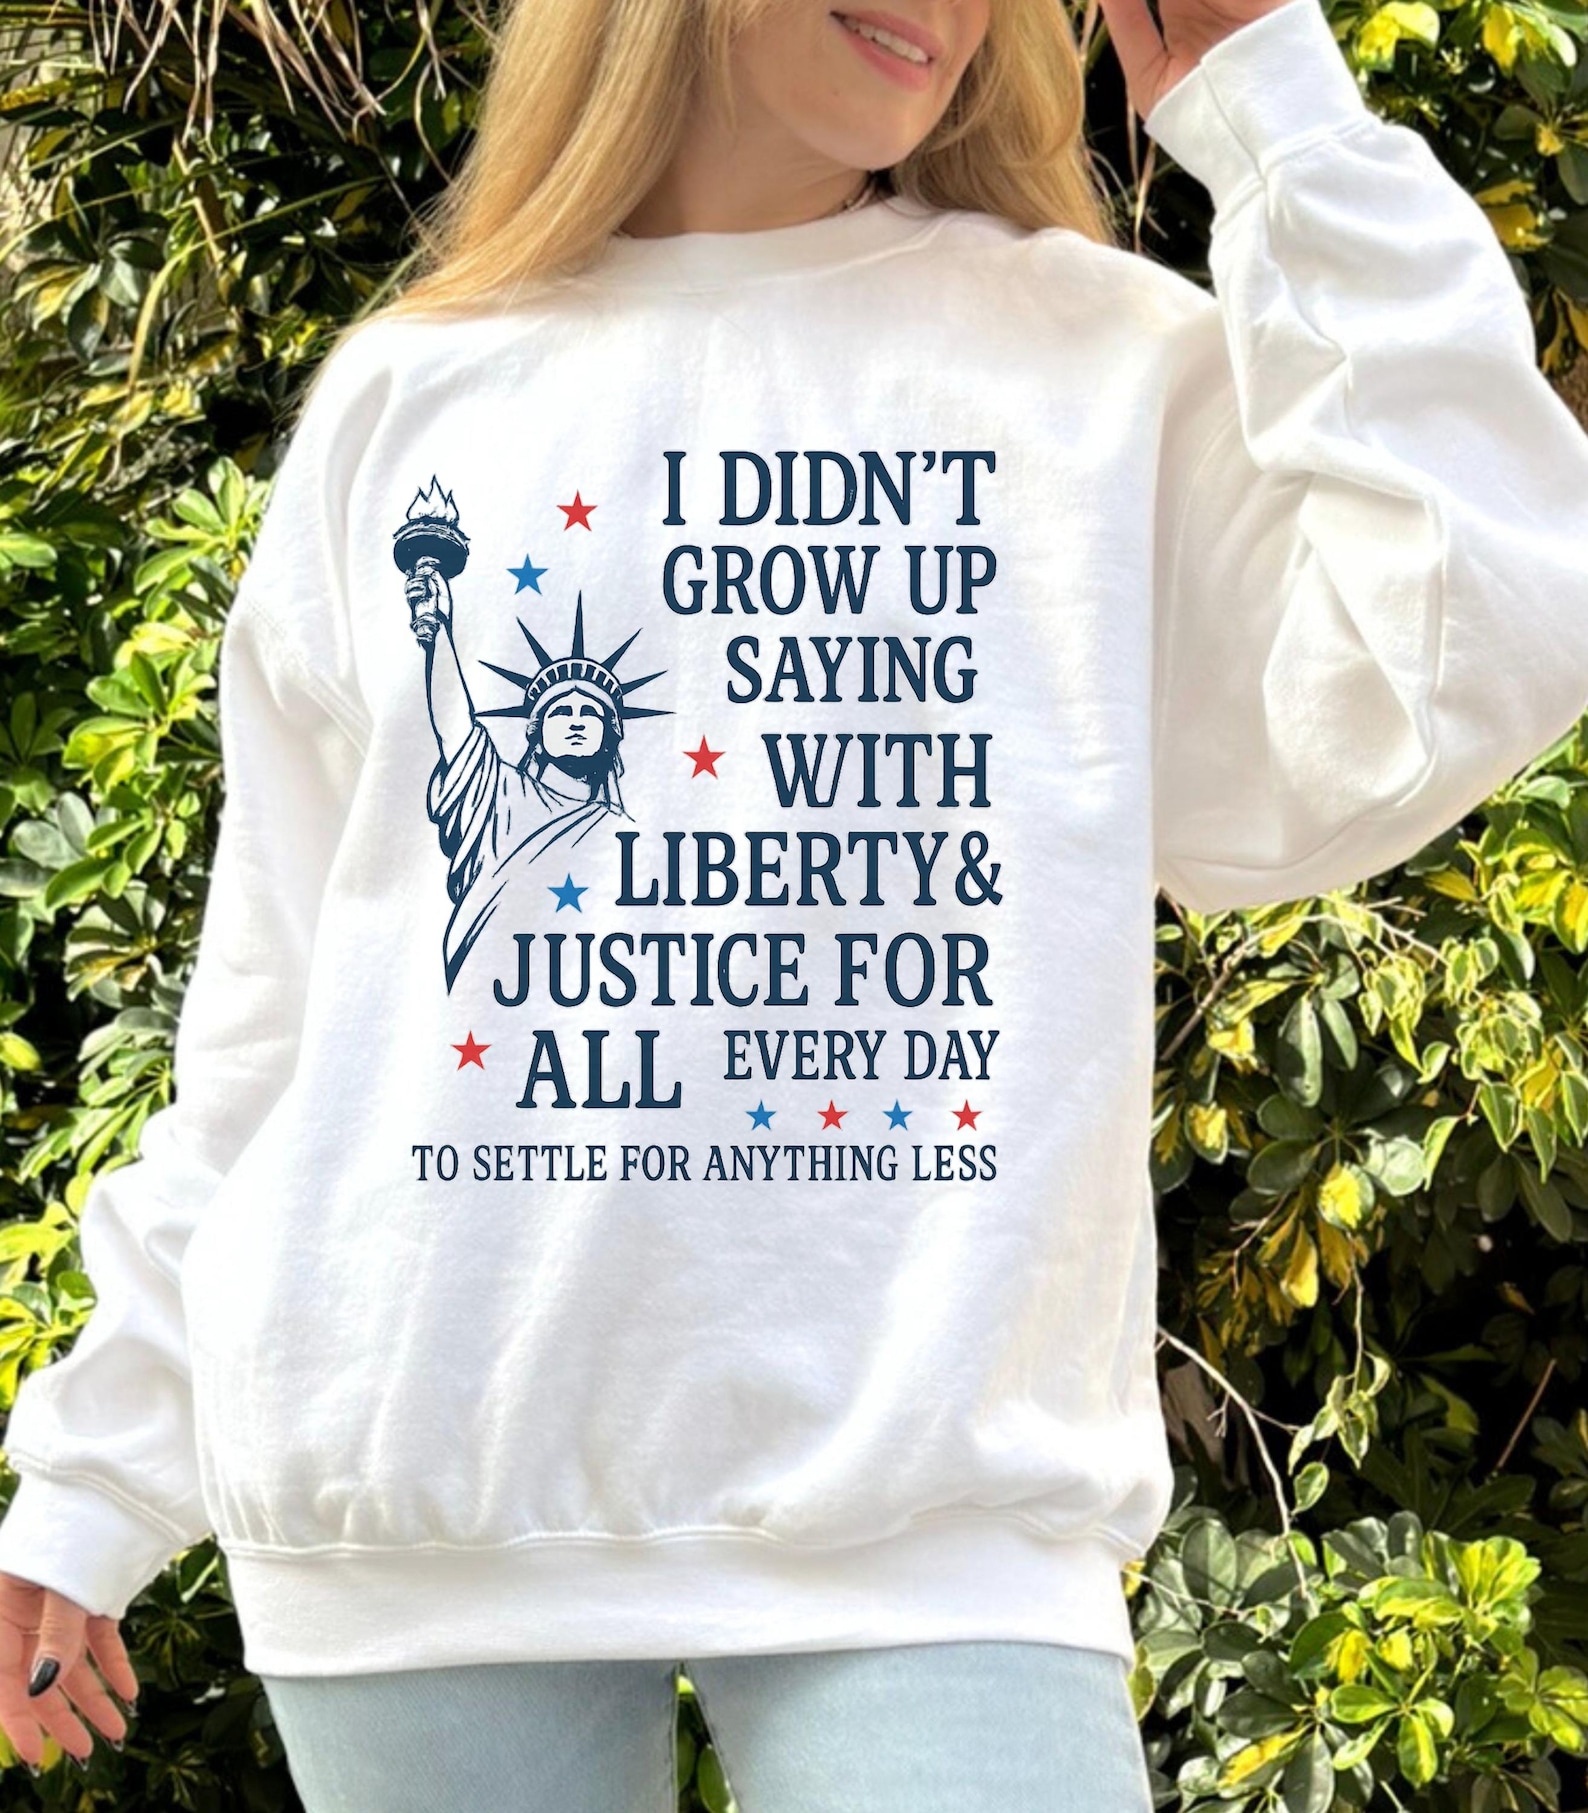 I DIDN'T
GROW UP
SAYING
WITH
LIBERTY&
JUSTICE FOR
ALL EVERY DAY
TO SETTLE FOR ANYTHING LESS